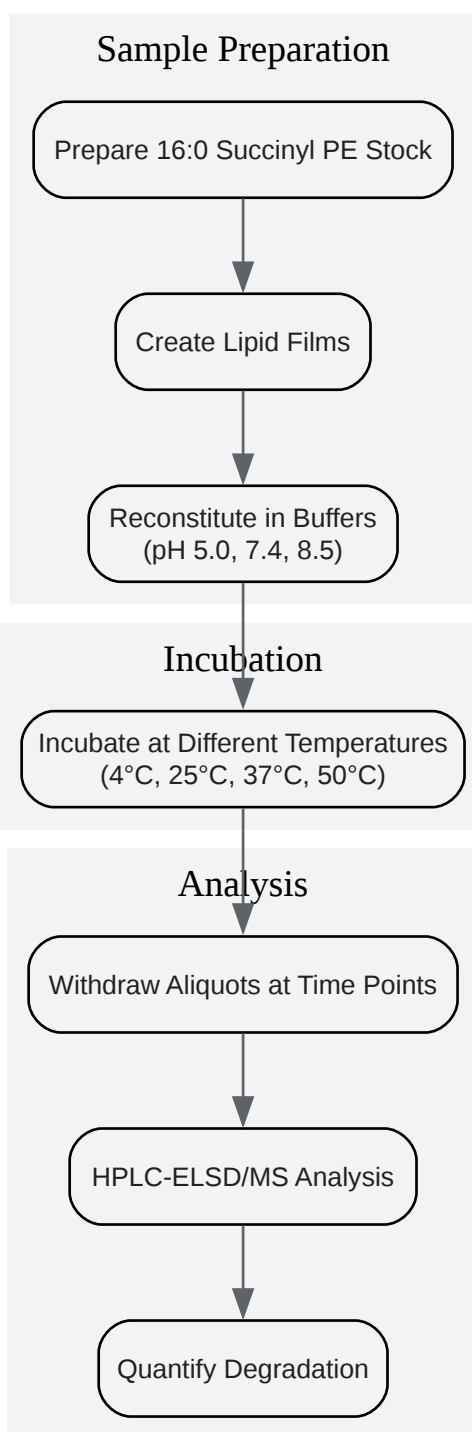 Sample Preparation
Prepare 16:0 Succinyl PE Stock
Create Lipid Films
Reconstitute in Buffers
(pH 5.0, 7.4, 8.5)
Incubation
Incubate at Different Temperatures
(4°C, 25°C, 37°C, 50°C)
Analysis
Withdraw Aliquots at Time Points
HPLC-ELSD/MS Analysis
Quantify Degradation